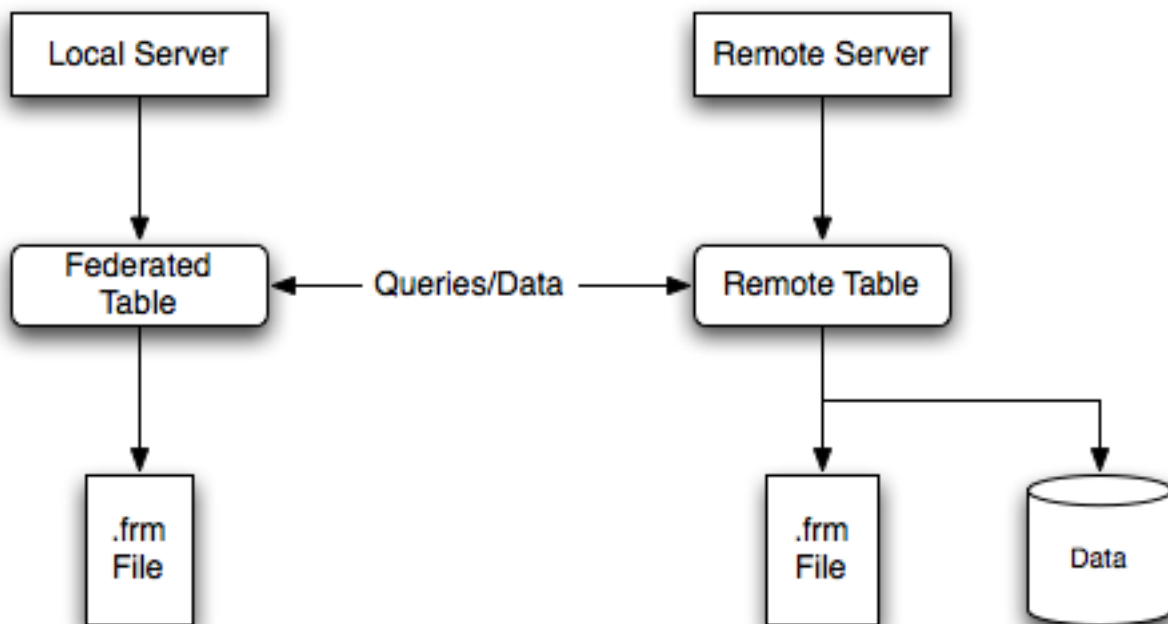 Local Server
Remote Server
Federated
Table
Queries/Data
Remote Table
.frm
File
.frm
File
Data